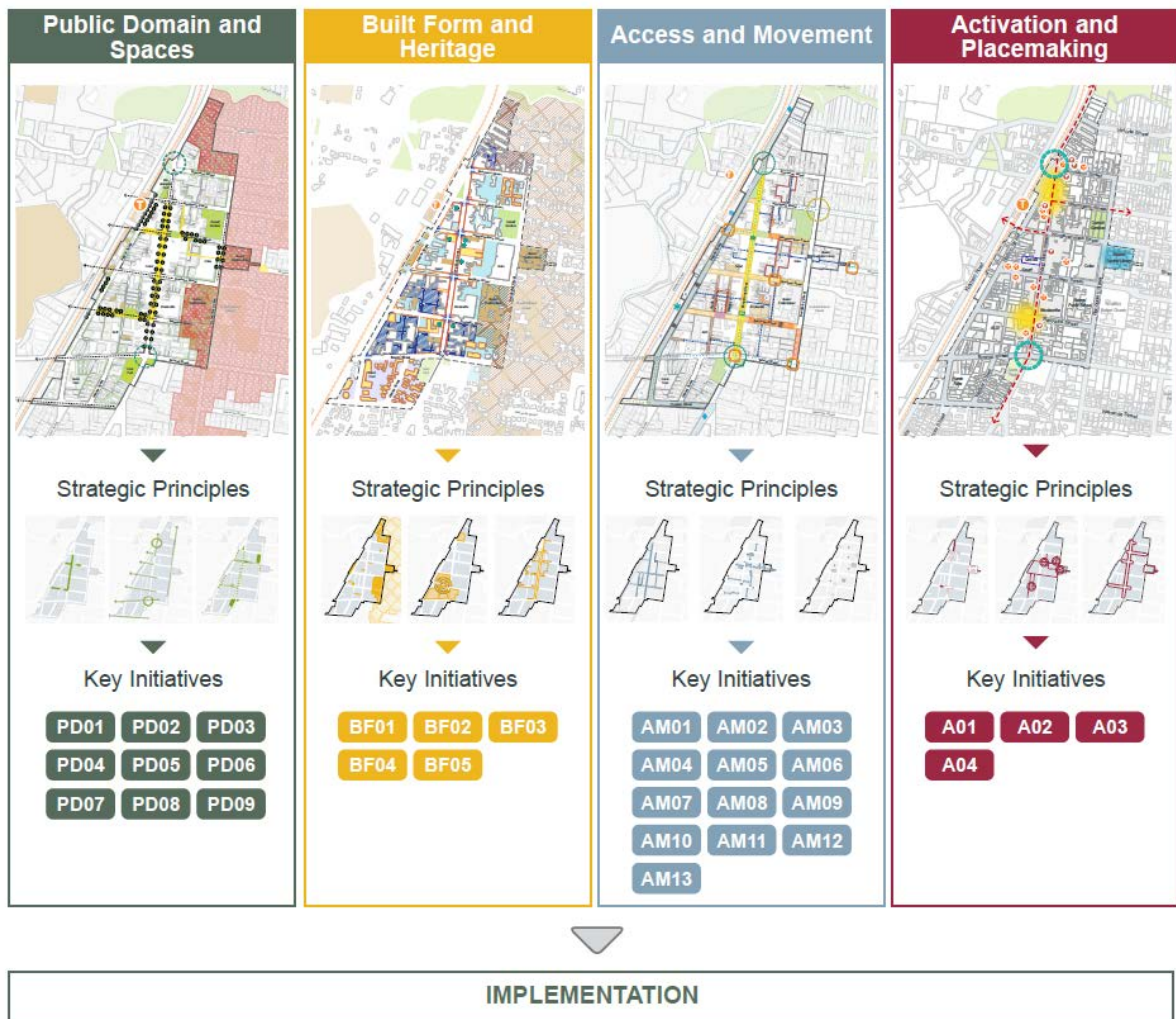 Public Domain and
Spaces
Built Form and
Heritage
Access and Movement
Activation and
Placemaking
T
T
Strategic Principles
Strategic Principles
Strategic Principles
Strategic Principles
Key Initiatives
Key Initiatives
Key Initiatives
Key Initiatives
PD01 PD02 PD03
PD04 PD05 PD06
PD07 PD08 PD09
BF01 BF02 BF03
BF04 BF05
AM01 AM02 AM03
AM04 AM05 AM06
AM07 AM08 AM09
AM10 AM11 AM12
AM13
A01 A02 A03
A04
IMPLEMENTATION